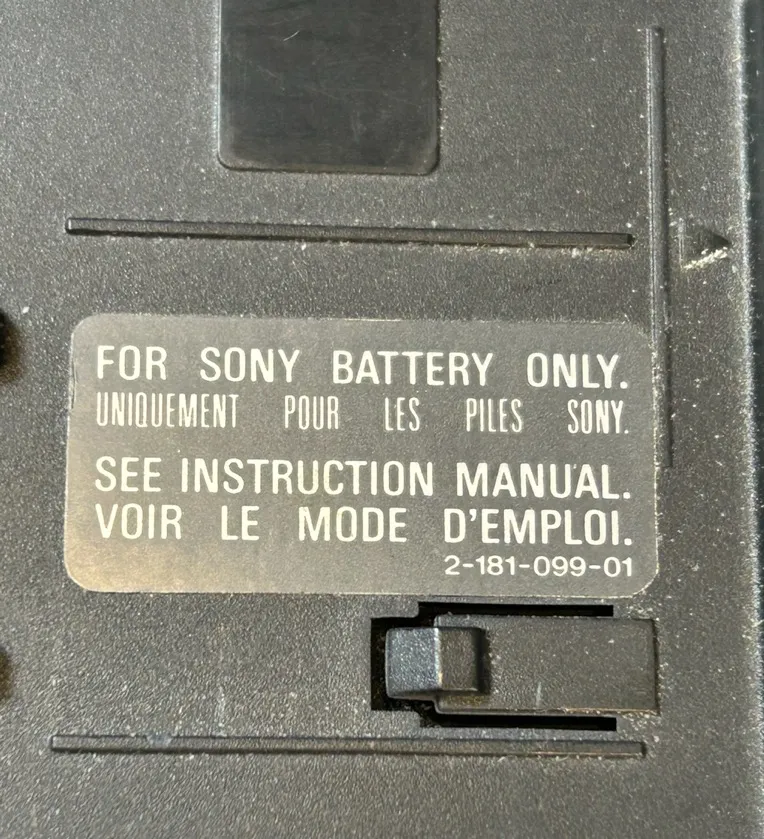 FOR SONY BATTERY ONLY.
UNIQUEMENT POUR LES PILES SONY.
SEE INSTRUCTION MANUAL.
VOIR LE MODE D'EMPLOI.
2-181-099-01